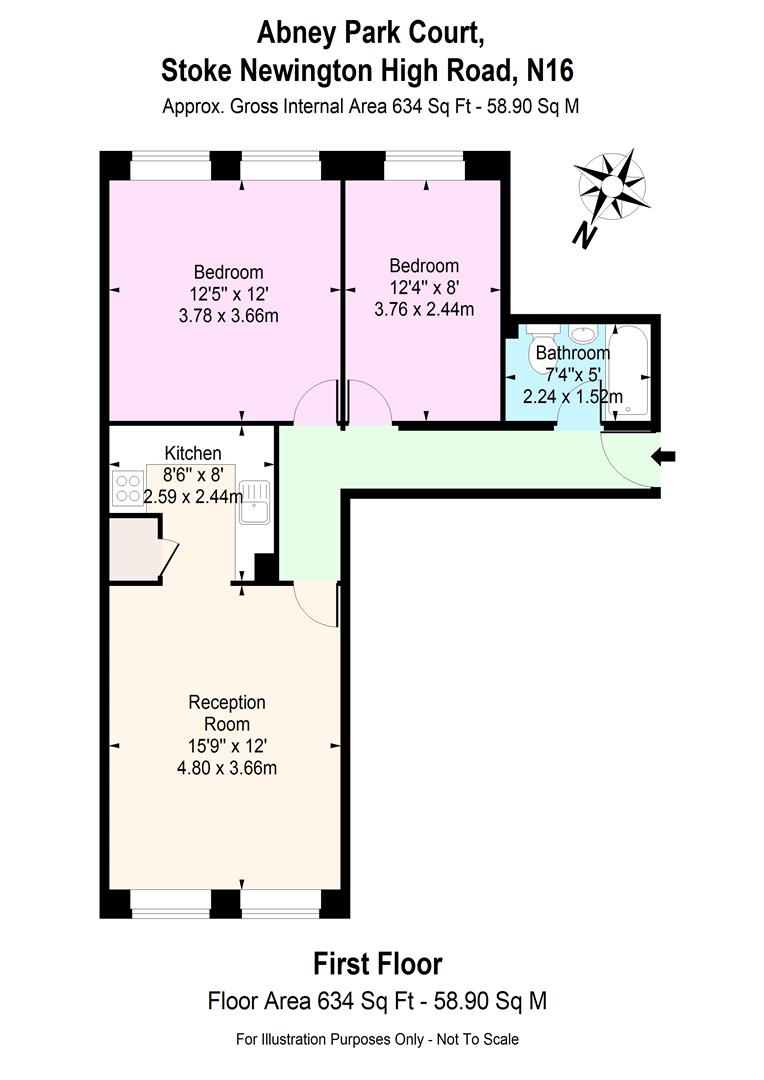 Abney Park Court,
Stoke Newington High Road, N16
Approx. Gross Internal Area 634 Sq Ft - 58.90 Sq M
N
Bedroom
12'5" x 12'
3.78 x 3.66m
Bedroom
12'4" x 8'
3.76 x 2.44m
Bathroom
7'4"x 5'
2.24 x 1.52m
Kitchen
8'6" x 8'
2.59 x 2.44m
Reception
Room
15'9" x 12'
4.80 x 3.66m
First Floor
Floor Area 634 Sq Ft - 58.90 Sq M
For Illustration Purposes Only - Not To Scale